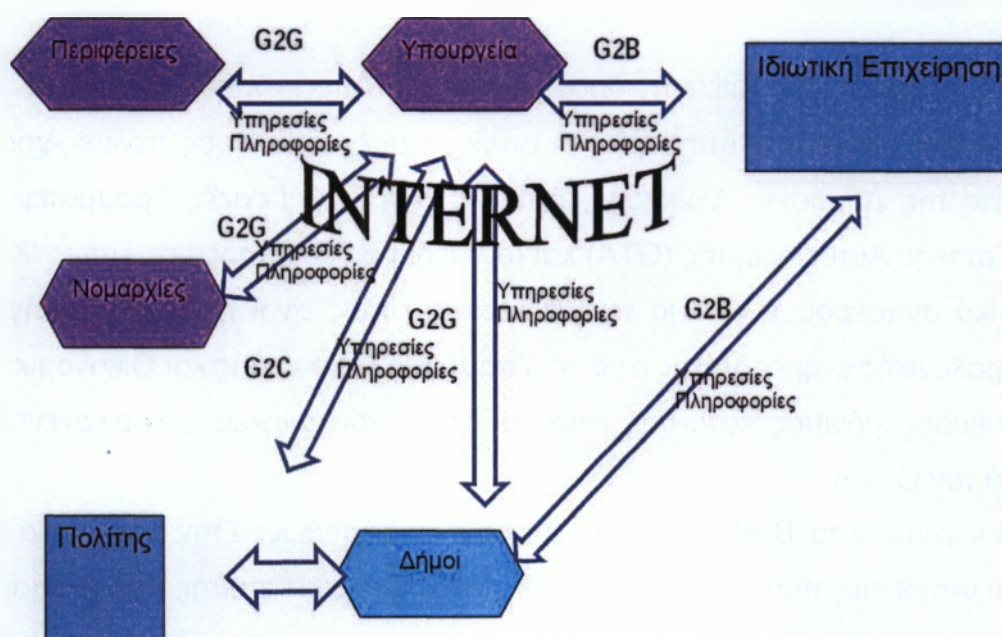 Περιφέρειες
G2G
Υπουργεία
G2B
Ιδιωτική Επιχείρηση
Υπηρεσίες
Πληροφορίες
Υπηρεσίες
Πληροφορίες
INTERNET
G2G
Υπηρεσίες
Πληροφορίες
Νομαρχίες
Υπηρεσίες
Πληροφορίες
G2G
G2B
G2C
Υπηρεσίες
Πληροφορίες
Υπηρεσίες
Πληροφορίες
Πολίτης
Δήμοι